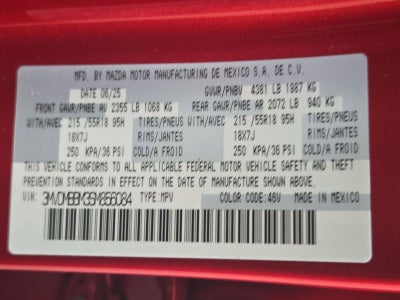 MFD. BY MAZDA MOTOR MANUFACTURING DE MEXICO S.A. DE C.V.
DATE 06/25 GVWR/PNBV 4381 LB 1987 KG
FRONT GAWR/PNBE AV 2355 LB 1068 KG REAR GAWR/PNBE AR 2072 LB 940 KG
WITH/AVEC 215/55R18 95H TIRES/PNEUS WITH/AVEC 215/55R18 95H TIRES/PNEUS
18X7J RIMS/JANTES 18X7J RIMS/JANTES
250 KPA/36 PSI COLD/A FROID 250 KPA/36 PSI COLD/A FROID
THIS VEHICLE CONFORMS TO ALL APPLICABLE FEDERAL MOTOR VEHICLE SAFETY AND THEFT
PREVENTION STANDARDS IN EFFECT ON THE DATE OF MANUFACTURE SHOWN ABOVE.
VIN: TYPE:MPV
COLOR:46V MADE IN MEXICO